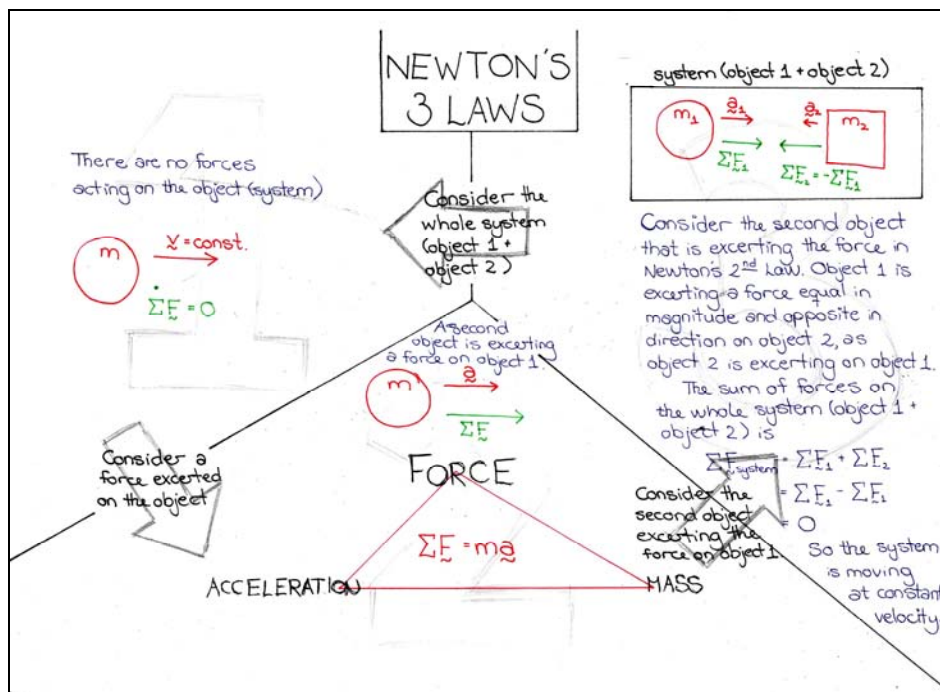 NEWTON'S
3 LAWS
There are no forces
acting on the object (system)
m
v = const.
ΣF = 0
Consider the
whole system
(object 1 +
object 2)
system (object 1 + object 2)
m₁
a₁
ΣF₁
a₂
m₂
ΣF₂ = -ΣF₁
Consider the second object
that is excerting the force in
Newton's 2nd Law. Object 1 is
excerting a force equal in
magnitude and opposite in
direction on object 2, as
object 2 is excerting on object 1.
The sum of forces on
the whole system (object 1 +
object 2) is
ΣF system = ΣF₁ + ΣF₂
= ΣF₁ - ΣF₁
= 0
So the system
is moving
at constant
velocity.
A second
object is excerting
a force on object 1.
m
a
ΣF
Consider a
force excerted
on the object
FORCE
ΣF = ma
ACCELERATION
MASS
Consider the
second object
excerting the
force on object 1